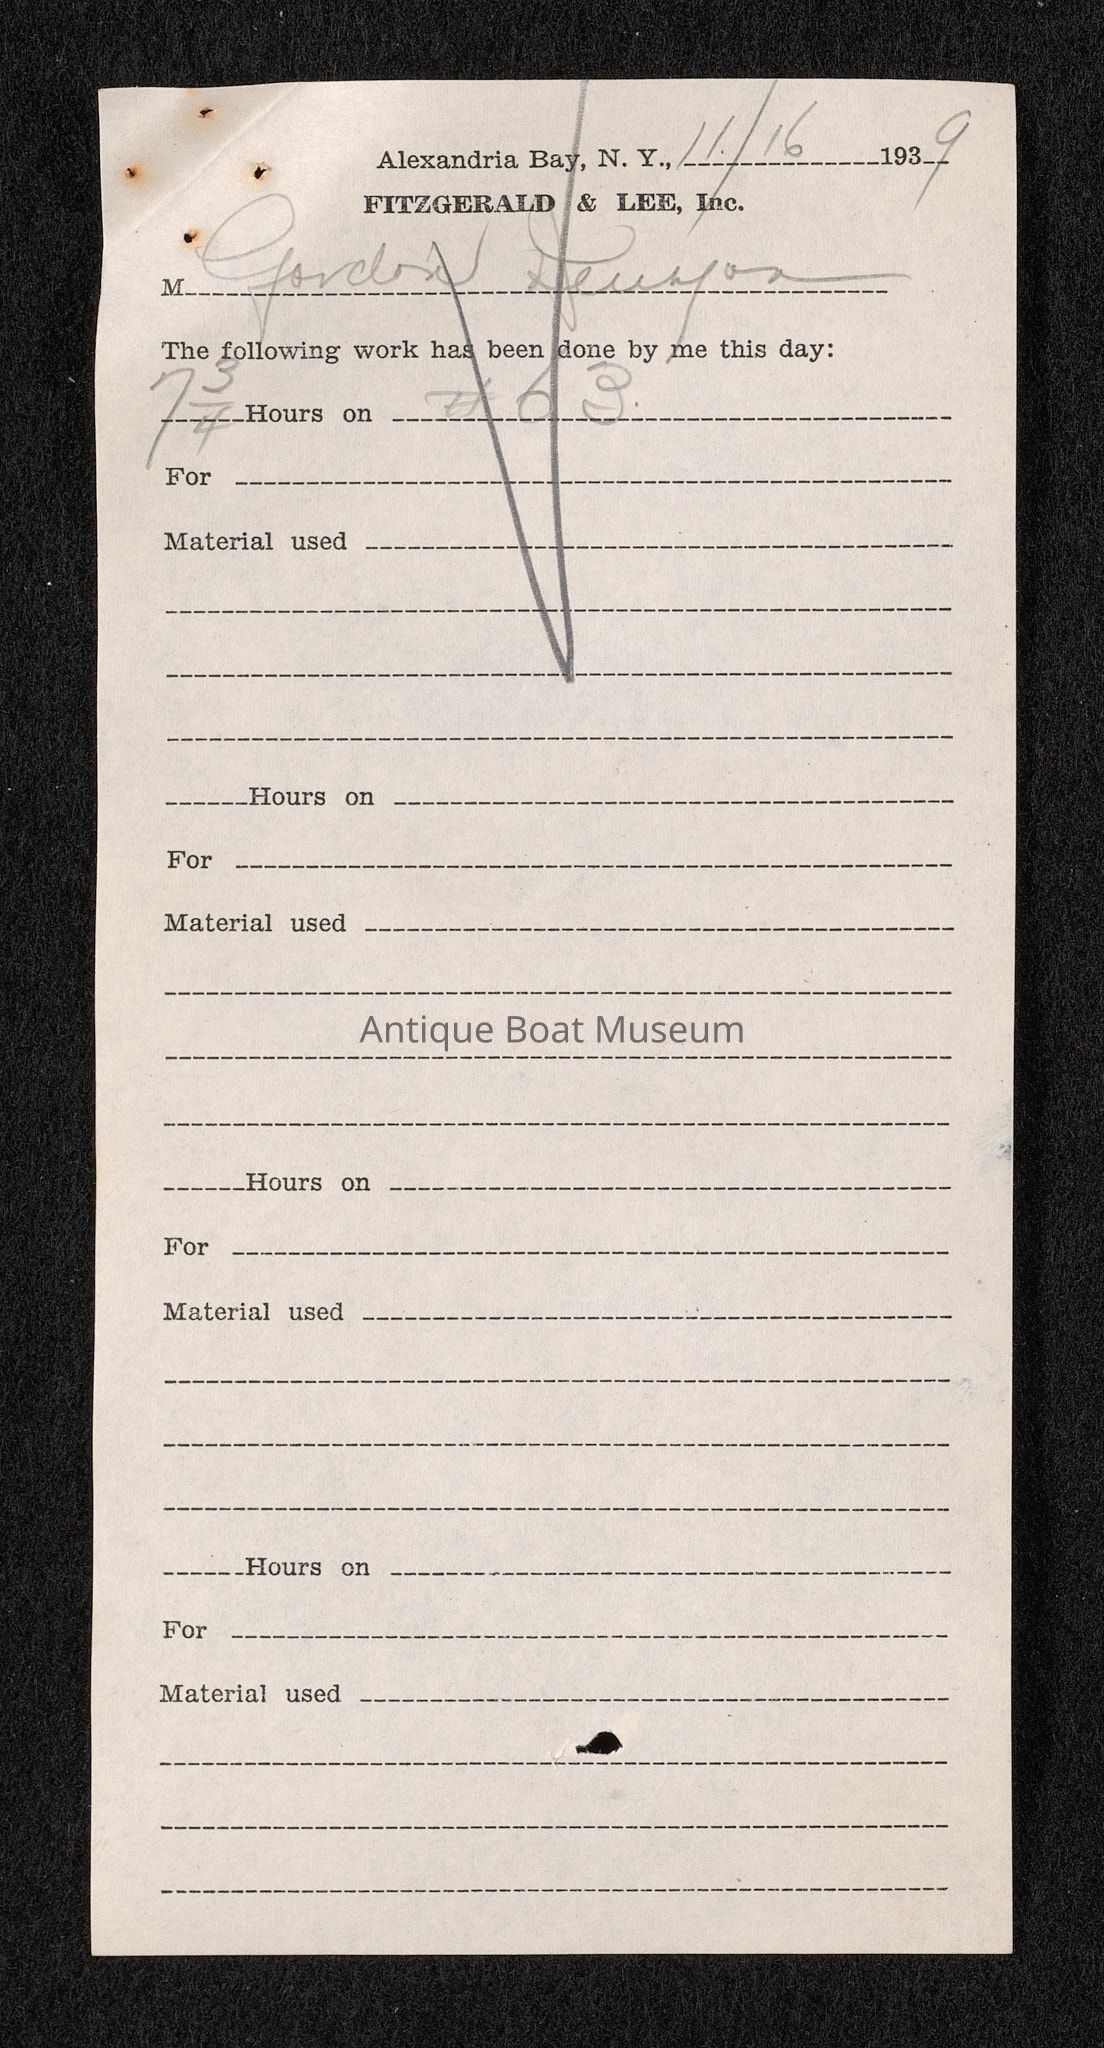 Alexandria Bay, N. Y., 11/16 1939
FITZGERALD & LEE, Inc.
M Gordon
The following work has been done by me this day:
7 3/4 Hours on #63.
For
Material used
Hours on
For
Material used
Antique Boat Museum
Hours on
For
Material used
Hours on
For
Material used